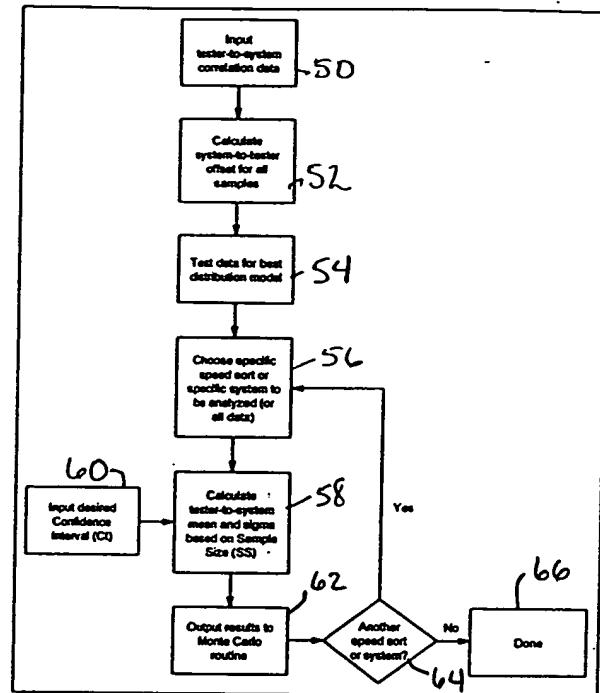 Input
tester-to-system
correlation data
50
Calculate
system-to-tester
offset for all
samples
52
Test data for best
distribution model
54
Choose specific
speed sort or
specific system to
be analyzed (or
all data)
56
60
Input desired
Confidence
Interval (CI)
Calculate
tester-to-system
mean and sigma
based on Sample
Size (SS)
58
Yes
Output results to
Monte Carlo
routine
62
Another
speed sort
or system?
64
No
66
Done